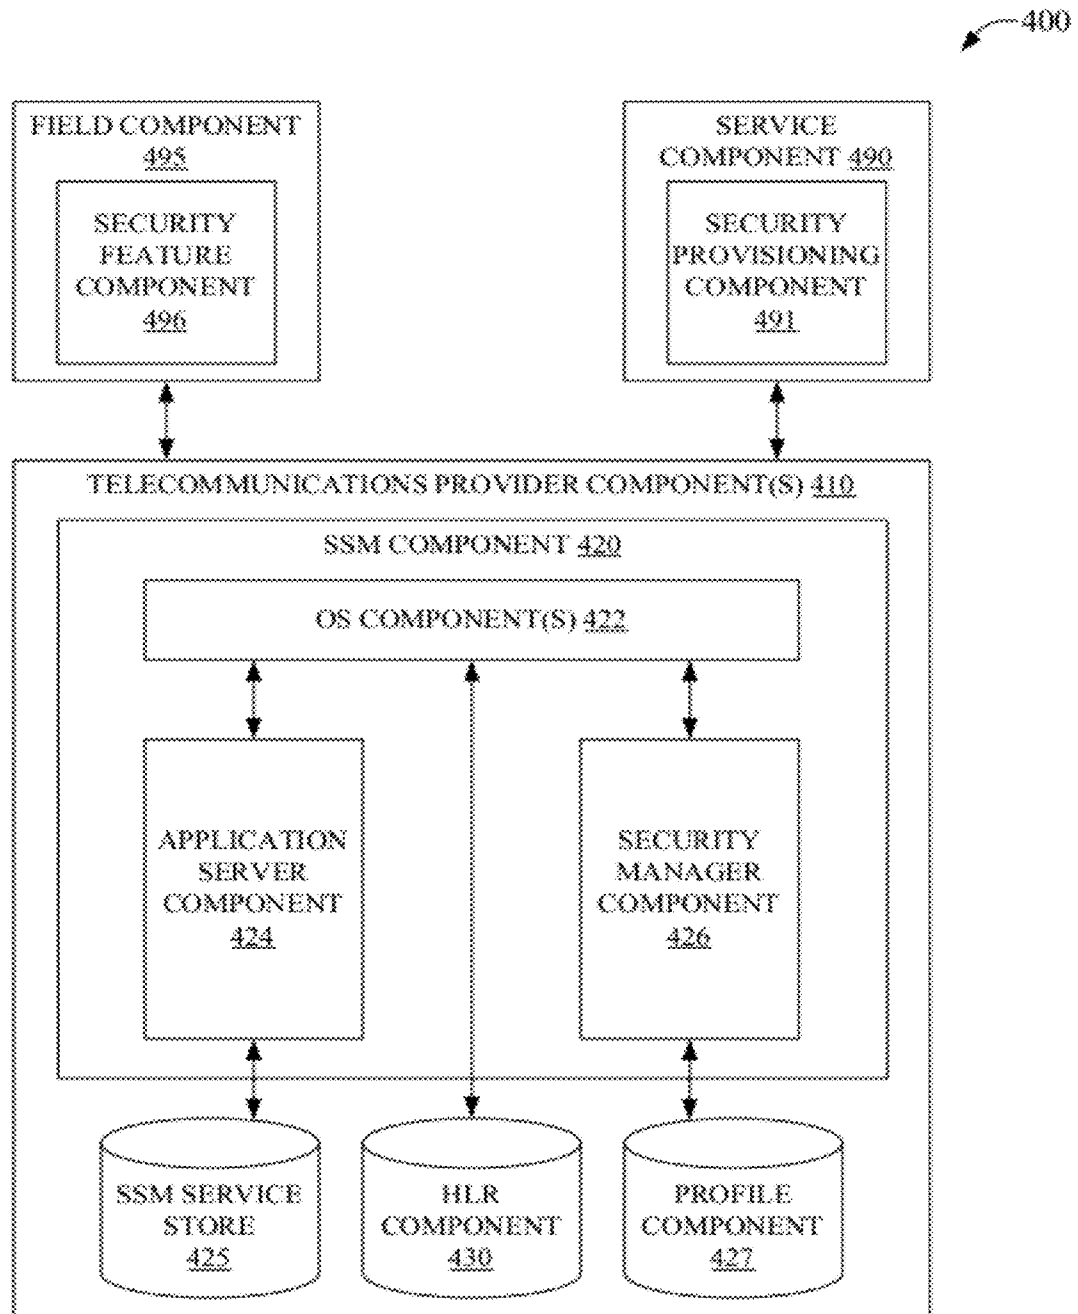 400
FIELD COMPONENT
495
SECURITY
FEATURE
COMPONENT
496
SERVICE
COMPONENT 490
SECURITY
PROVISIONING
COMPONENT
491
TELECOMMUNICATIONS PROVIDER COMPONENT(S) 410
SSM COMPONENT 420
OS COMPONENT(S) 422
APPLICATION
SERVER
COMPONENT
424
SECURITY
MANAGER
COMPONENT
426
SSM SERVICE
STORE
425
HLR
COMPONENT
430
PROFILE
COMPONENT
427